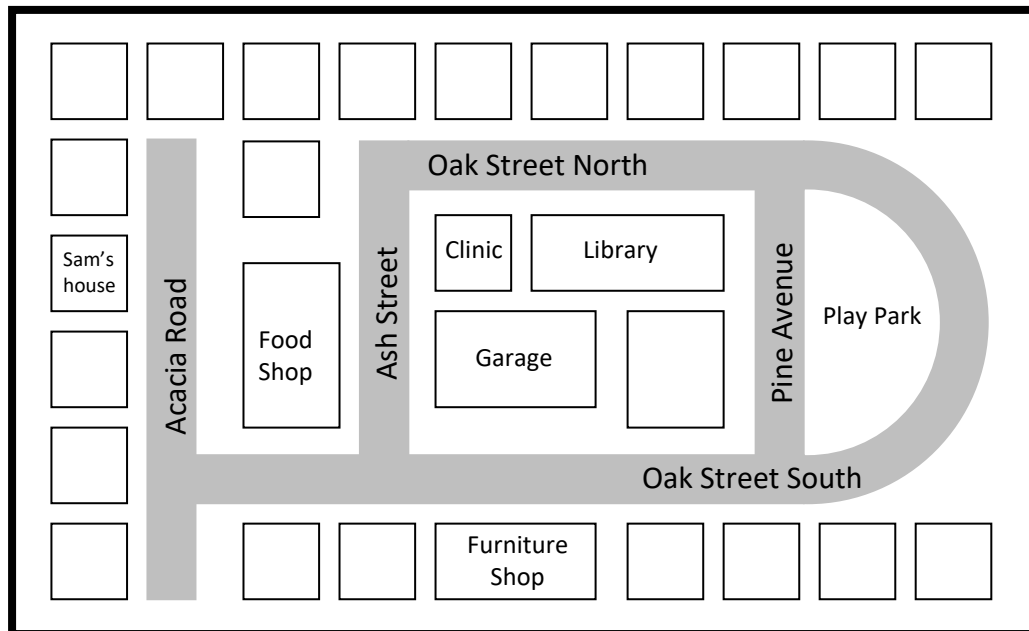 Oak Street North
Sam's
house
Acacia Road
Food
Shop
Ash Street
Clinic
Library
Garage
Pine Avenue
Play Park
Oak Street South
Furniture
Shop